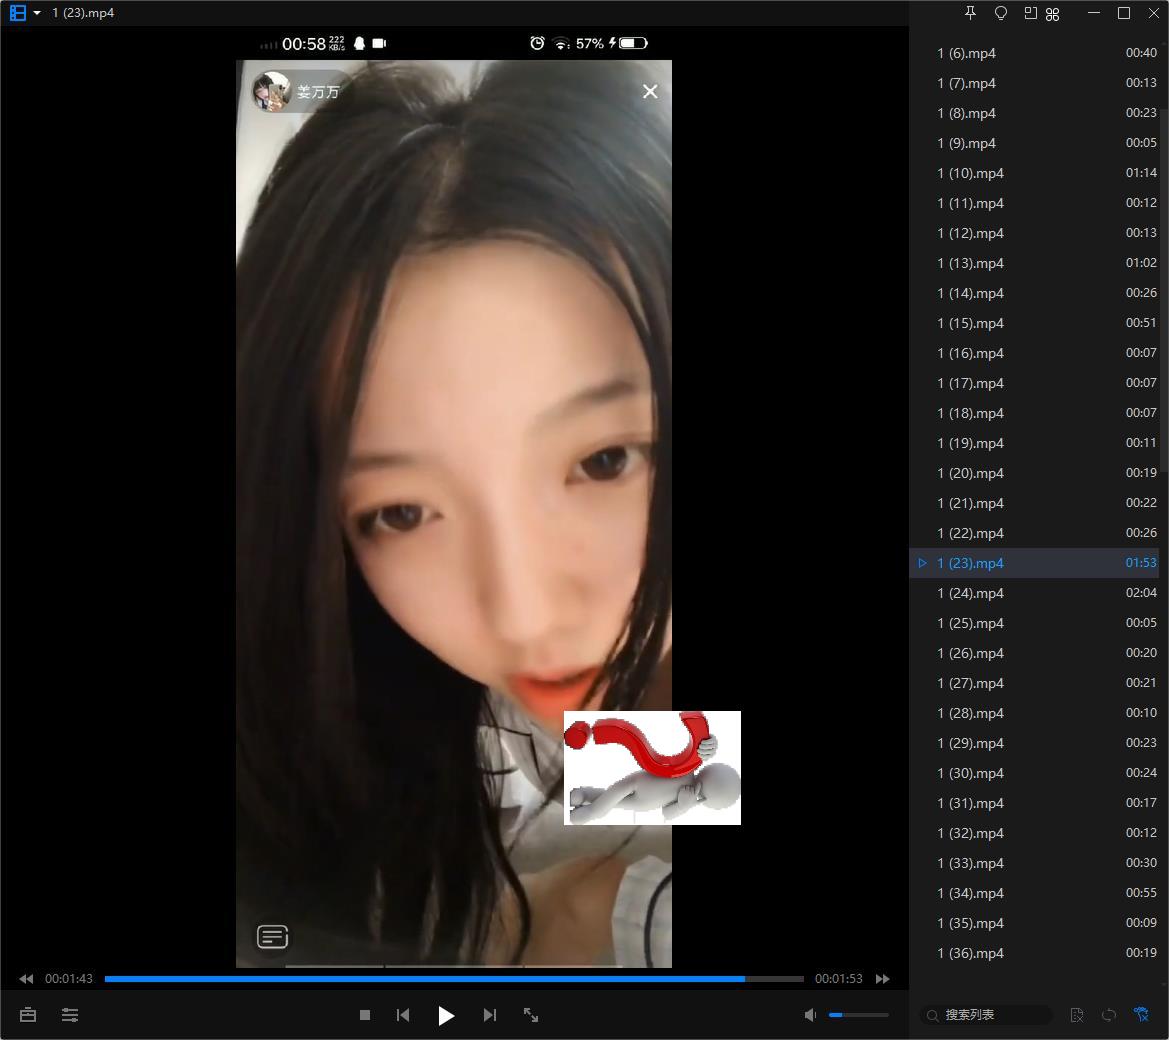 1 (23).mp4
00:58 222 KB/s 57%
姜万万
00:01:43 00:01:53
1 (6).mp4 00:40
1 (7).mp4 00:13
1 (8).mp4 00:23
1 (9).mp4 00:05
1 (10).mp4 01:14
1 (11).mp4 00:12
1 (12).mp4 00:13
1 (13).mp4 01:02
1 (14).mp4 00:26
1 (15).mp4 00:51
1 (16).mp4 00:07
1 (17).mp4 00:07
1 (18).mp4 00:07
1 (19).mp4 00:11
1 (20).mp4 00:19
1 (21).mp4 00:22
1 (22).mp4 00:26
1 (23).mp4 01:53
1 (24).mp4 02:04
1 (25).mp4 00:05
1 (26).mp4 00:20
1 (27).mp4 00:21
1 (28).mp4 00:10
1 (29).mp4 00:23
1 (30).mp4 00:24
1 (31).mp4 00:17
1 (32).mp4 00:12
1 (33).mp4 00:30
1 (34).mp4 00:55
1 (35).mp4 00:09
1 (36).mp4 00:19
搜索列表